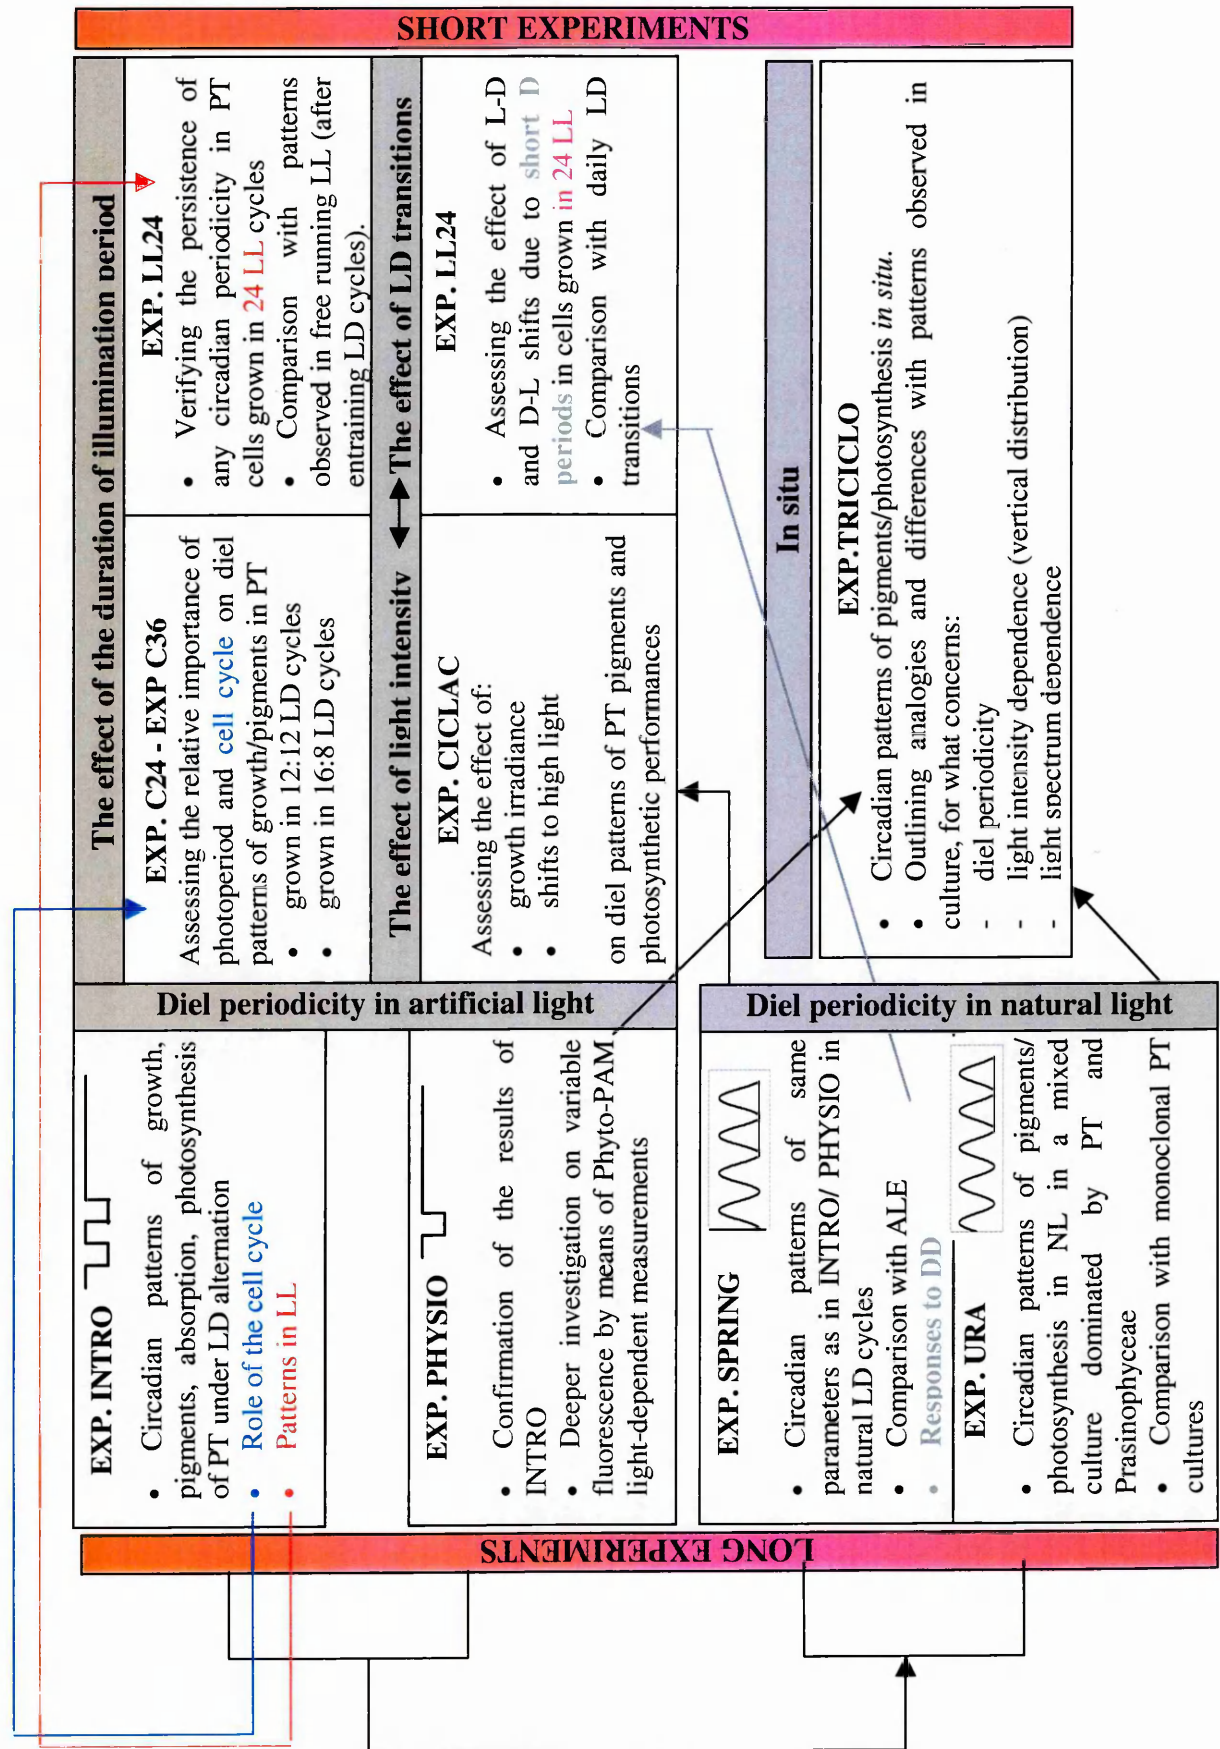 LONG EXPERIMENTS
EXP. INTRO
• Circadian patterns of growth,
pigments, absorption, photosynthesis
of PT under LD alternation
• Role of the cell cycle
• Patterns in LL
EXP. PHYSIO
• Confirmation of the results of
INTRO
• Deeper investigation on variable
fluorescence by means of Phyto-PAM
light-dependent measurements
EXP. SPRING
• Circadian patterns of same
parameters as in INTRO/ PHYSIO in
natural LD cycles
• Comparison with ALE
• Responses to DD
EXP. URA
• Circadian patterns of pigments/
photosynthesis in NL in a mixed
culture dominated by PT and
Prasinophyceae
• Comparison with monoclonal PT
cultures
Diel periodicity in artificial light
Diel periodicity in natural light
The effect of the duration of illumination period
EXP. C24 - EXP C36
Assessing the relative importance of
photoperiod and cell cycle on diel
patterns of growth/pigments in PT
• grown in 12:12 LD cycles
• grown in 16:8 LD cycles
EXP. LL24
• Verifying the persistence of
any circadian periodicity in PT
cells grown in 24 LL cycles
• Comparison with patterns
observed in free running LL (after
entraining LD cycles).
The effect of light intensity
The effect of LD transitions
EXP. CICLAC
Assessing the effect of:
• growth irradiance
• shifts to high light
on diel patterns of PT pigments and
photosynthetic performances
EXP. LL24
• Assessing the effect of L-D
and D-L shifts due to short D
periods in cells grown in 24 LL
• Comparison with daily LD
transitions
In situ
EXP.TRICICLO
• Circadian patterns of pigments/photosynthesis in situ.
• Outlining analogies and differences with patterns observed in
culture, for what concerns:
- diel periodicity
- light intensity dependence (vertical distribution)
- light spectrum dependence
SHORT EXPERIMENTS